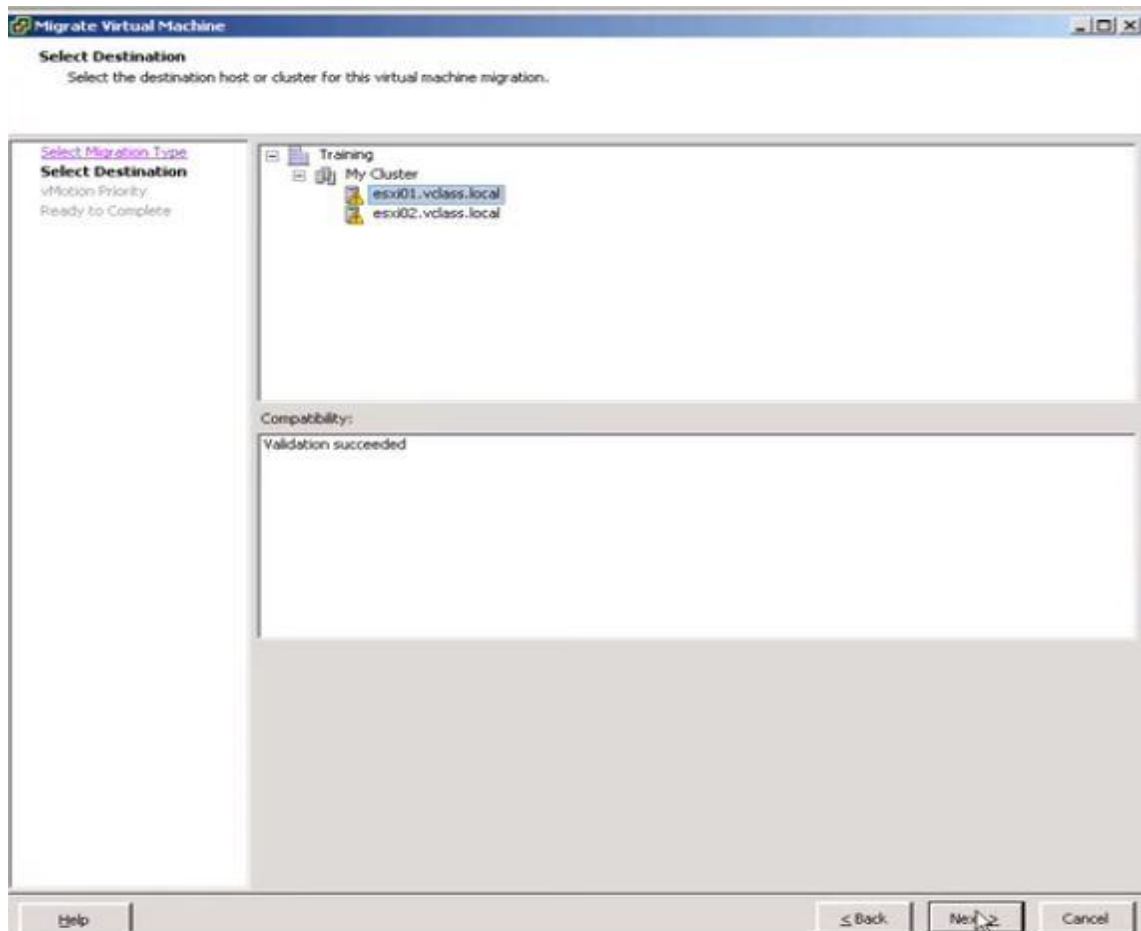 Migrate Virtual Machine
Select Destination
Select the destination host or cluster for this virtual machine migration.
Select Migration Type
Select Destination
vMotion Priority
Ready to Complete
Training
My Cluster
esxi01.vclass.local
esxi02.vclass.local
Compatibility:
Validation succeeded
Help
< Back
Next >
Cancel